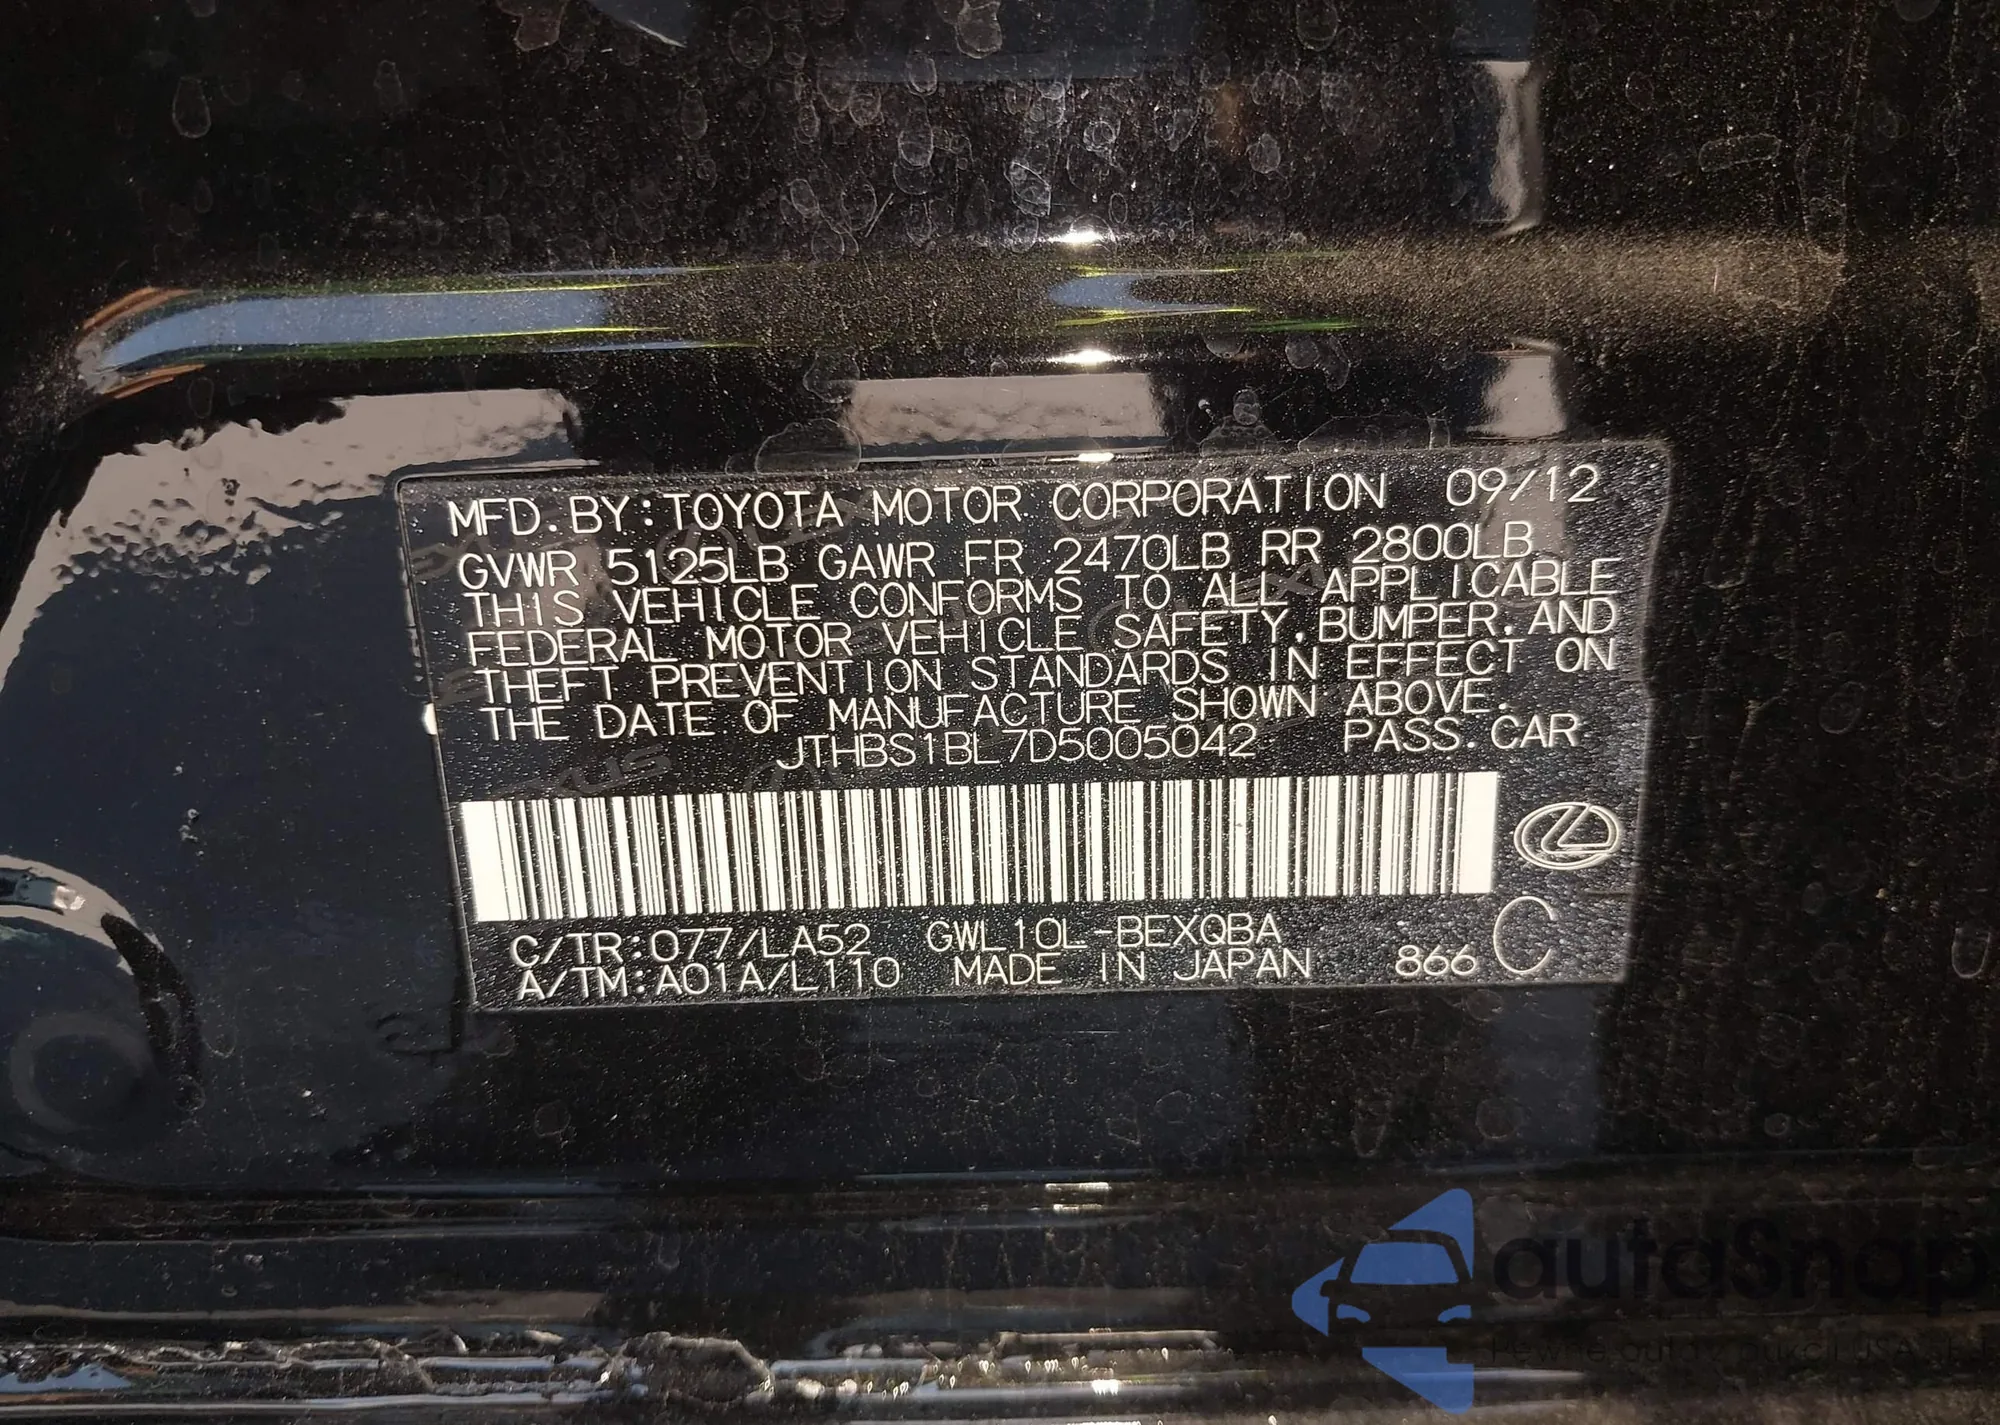 MFD. BY: TOYOTA MOTOR CORPORATION 09/12
GVWR 5125LB GAWR FR 2470LB RR 2800LB
THIS VEHICLE CONFORMS TO ALL APPLICABLE
FEDERAL MOTOR VEHICLE SAFETY, BUMPER, AND
THEFT PREVENTION STANDARDS IN EFFECT ON
THE DATE OF MANUFACTURE SHOWN ABOVE.
JTHBS1BL7D5005042 PASS. CAR
C/TR: 077/LA52 GWL10L-BEXQBA
A/TM: A01A/L110 MADE IN JAPAN 866 C
autaSnap